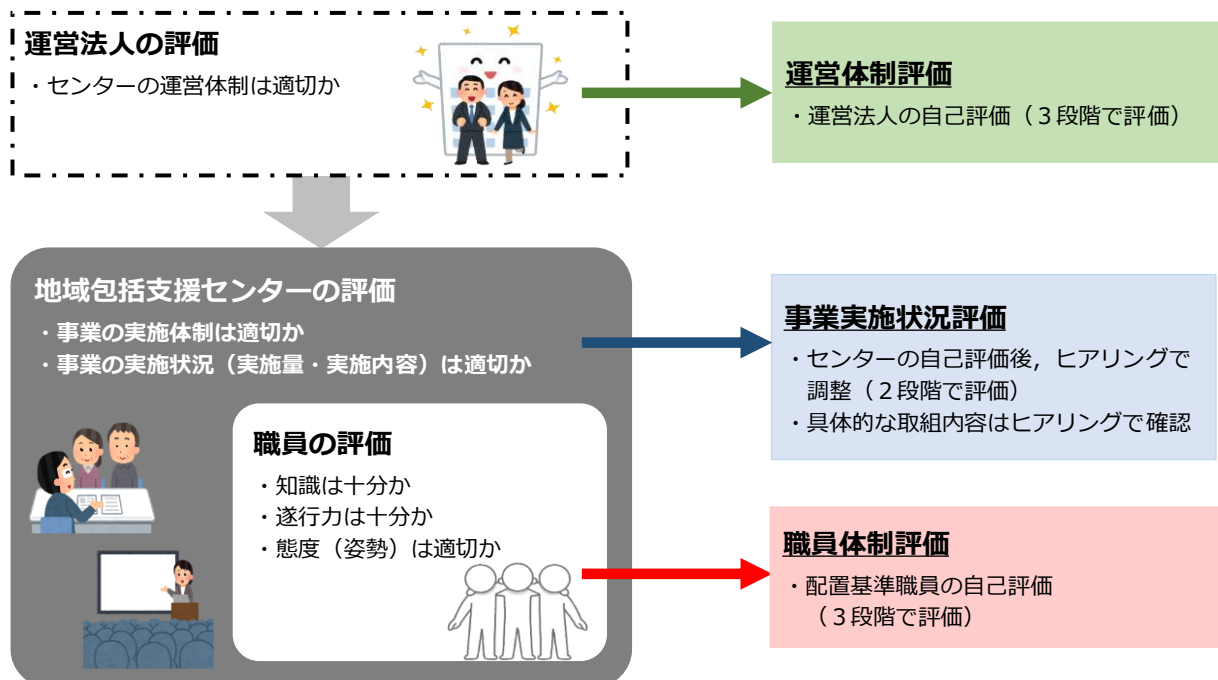 運営法人の評価
・センターの運営体制は適切か
運営体制評価
・運営法人の自己評価（３段階で評価）
地域包括支援センターの評価
・事業の実施体制は適切か
・事業の実施状況（実施量・実施内容）は適切か
事業実施状況評価
・センターの自己評価後，ヒアリングで
調整（２段階で評価）
・具体的な取組内容はヒアリングで確認
職員の評価
・知識は十分か
・遂行力は十分か
・態度（姿勢）は適切か
職員体制評価
・配置基準職員の自己評価
（３段階で評価）